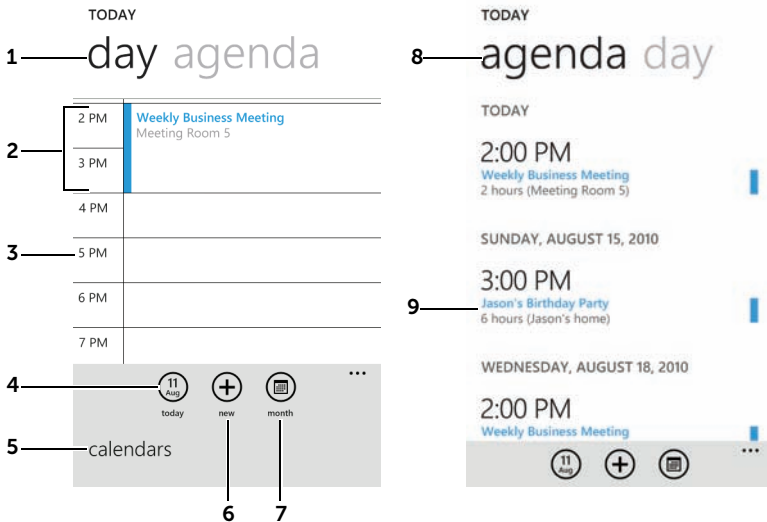 TODAY
1
day agenda
2
2 PM
Weekly Business Meeting
Meeting Room 5
3 PM
4 PM
3
5 PM
6 PM
7 PM
4
11
Aug
today
new
month
5
calendars
6
7
TODAY
8
agenda day
TODAY
2:00 PM
Weekly Business Meeting
2 hours (Meeting Room 5)
SUNDAY, AUGUST 15, 2010
3:00 PM
9
Jason's Birthday Party
6 hours (Jason's home)
WEDNESDAY, AUGUST 18, 2010
2:00 PM
Weekly Business Meeting
11
Aug